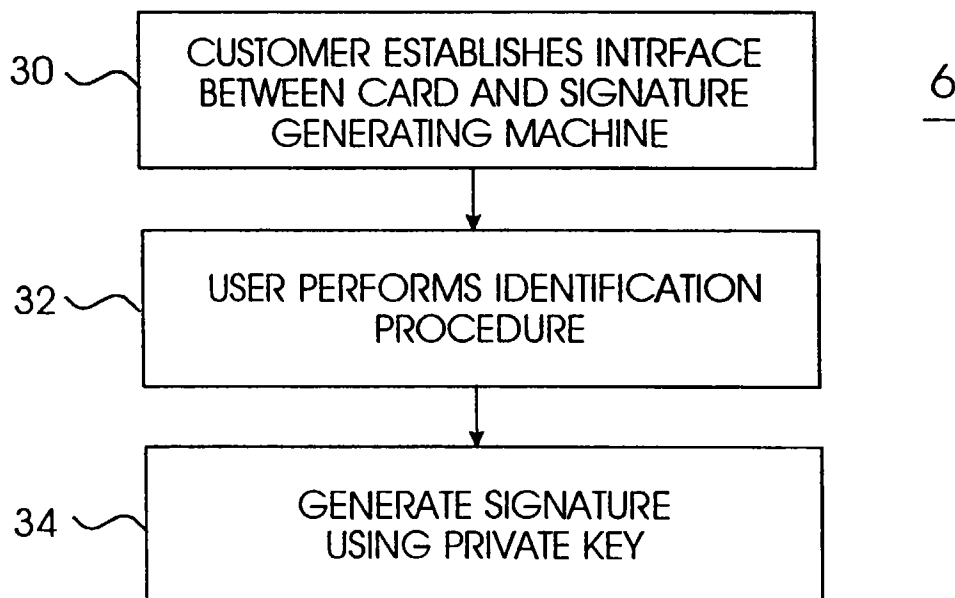 30
CUSTOMER ESTABLISHES INTRFACE
BETWEEN CARD AND SIGNATURE
GENERATING MACHINE
6
32
USER PERFORMS IDENTIFICATION
PROCEDURE
34
GENERATE SIGNATURE
USING PRIVATE KEY